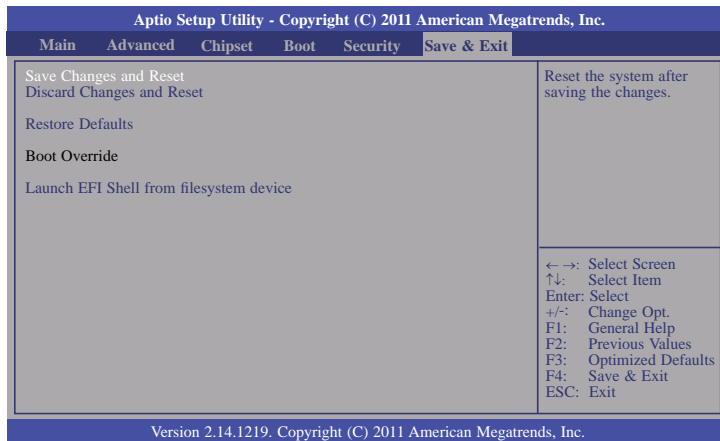 Aptio Setup Utility - Copyright (C) 2011 American Megatrends, Inc.
Main Advanced Chipset Boot Security Save & Exit
Save Changes and Reset
Discard Changes and Reset
Restore Defaults
Boot Override
Launch EFI Shell from filesystem device
Reset the system after
saving the changes.
← →: Select Screen
↑↓: Select Item
Enter: Select
+/-: Change Opt.
F1: General Help
F2: Previous Values
F3: Optimized Defaults
F4: Save & Exit
ESC: Exit
Version 2.14.1219. Copyright (C) 2011 American Megatrends, Inc.